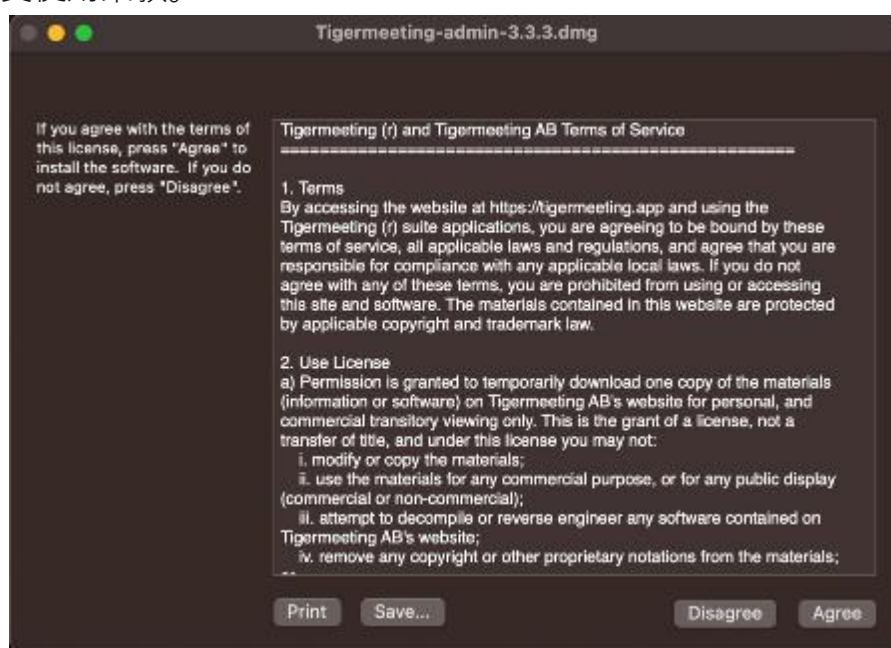 Tigermeeting-admin-3.3.3.dmg
If you agree with the terms of
this license, press "Agree" to
install the software. If you do
not agree, press "Disagree".
Tigermeeting (r) and Tigermeeting AB Terms of Service
1. Terms
By accessing the website at https://tigermeeting.app and using the
Tigermeeting (r) suite applications, you are agreeing to be bound by these
terms of service, all applicable laws and regulations, and agree that you are
responsible for compliance with any applicable local laws. If you do not
agree with any of these terms, you are prohibited from using or accessing
this site and software. The materials contained in this website are protected
by applicable copyright and trademark law.
2. Use License
a) Permission is granted to temporarily download one copy of the materials
(information or software) on Tigermeeting AB's website for personal, and
commercial transitory viewing only. This is the grant of a license, not a
transfer of title, and under this license you may not:
i. modify or copy the materials;
ii. use the materials for any commercial purpose, or for any public display
(commercial or non-commercial);
iii. attempt to decompile or reverse engineer any software contained on
Tigermeeting AB's website;
iv. remove any copyright or other proprietary notations from the materials;
Print Save... Disagree Agree